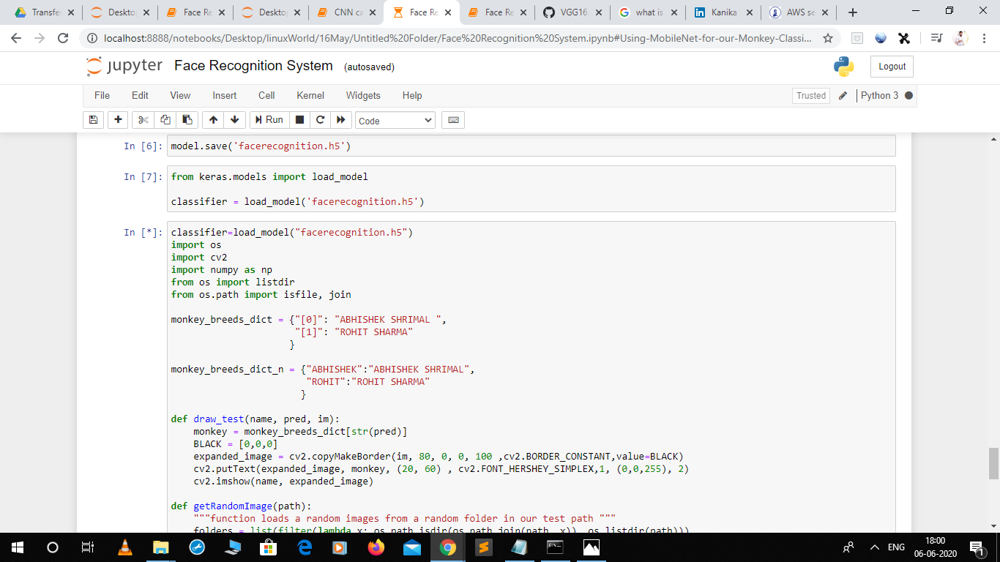 Transfe
Deskto
Face Re
Deskto
CNN ca
Face Re
Face Re
VGG16.
what is
Kanika
AWS se
localhost:8888/notebooks/Desktop/linuxWorld/16May/Untitled%20Folder/Face%20Recognition%20System.ipynb#Using-MobileNet-for-our-Monkey-Classi...
jupyter Face Recognition System (autosaved)
Logout
File Edit View Insert Cell Kernel Widgets Help
Trusted Python 3
Run Code
In [6]: model.save('facerecognition.h5')
In [7]: from keras.models import load_model
classifier = load_model('facerecognition.h5')
In [*]: classifier=load_model("facerecognition.h5")
import os
import cv2
import numpy as np
from os import listdir
from os.path import isfile, join
monkey_breeds_dict = {"[0]": "ABHISHEK SHRIMAL ",
"[1]": "ROHIT SHARMA"
}
monkey_breeds_dict_n = {"ABHISHEK":"ABHISHEK SHRIMAL",
"ROHIT":"ROHIT SHARMA"
}
def draw_test(name, pred, im):
monkey = monkey_breeds_dict[str(pred)]
BLACK = [0,0,0]
expanded_image = cv2.copyMakeBorder(im, 80, 0, 0, 100 ,cv2.BORDER_CONSTANT,value=BLACK)
cv2.putText(expanded_image, monkey, (20, 60) , cv2.FONT_HERSHEY_SIMPLEX,1, (0,0,255), 2)
cv2.imshow(name, expanded_image)
def getRandomImage(path):
"""function loads a random images from a random folder in our test path """
folders = list(filter(lambda x: os.path.isdir(os.path.join(path, x)), os.listdir(path)))
ENG
18:00
06-06-2020
1